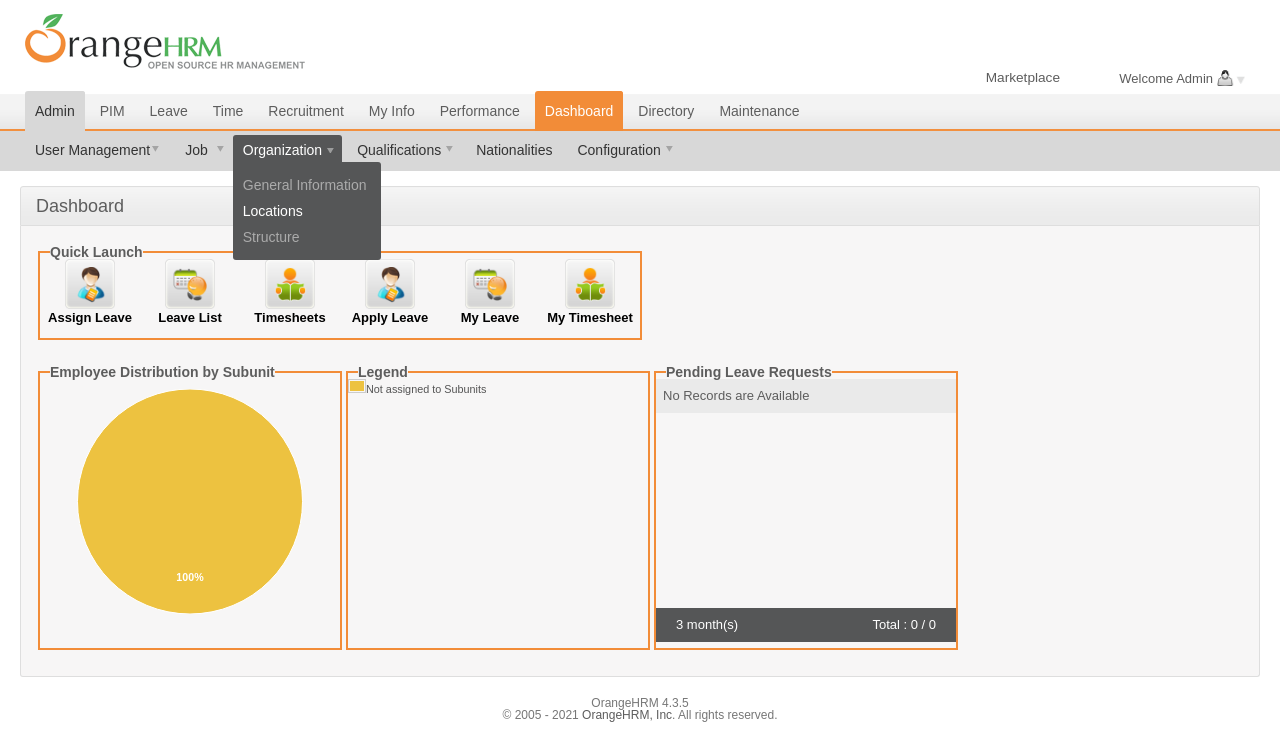 OrangeHRM
OPEN SOURCE HR MANAGEMENT
Marketplace Welcome Admin
Admin PIM Leave Time Recruitment My Info Performance Dashboard Directory Maintenance
User Management Job Organization Qualifications Nationalities Configuration
General Information
Locations
Structure
Dashboard
Quick Launch
Assign Leave Leave List Timesheets Apply Leave My Leave My Timesheet
Employee Distribution by Subunit
100%
Legend
Not assigned to Subunits
Pending Leave Requests
No Records are Available
3 month(s) Total : 0 / 0
OrangeHRM 4.3.5
© 2005 - 2021 OrangeHRM, Inc. All rights reserved.